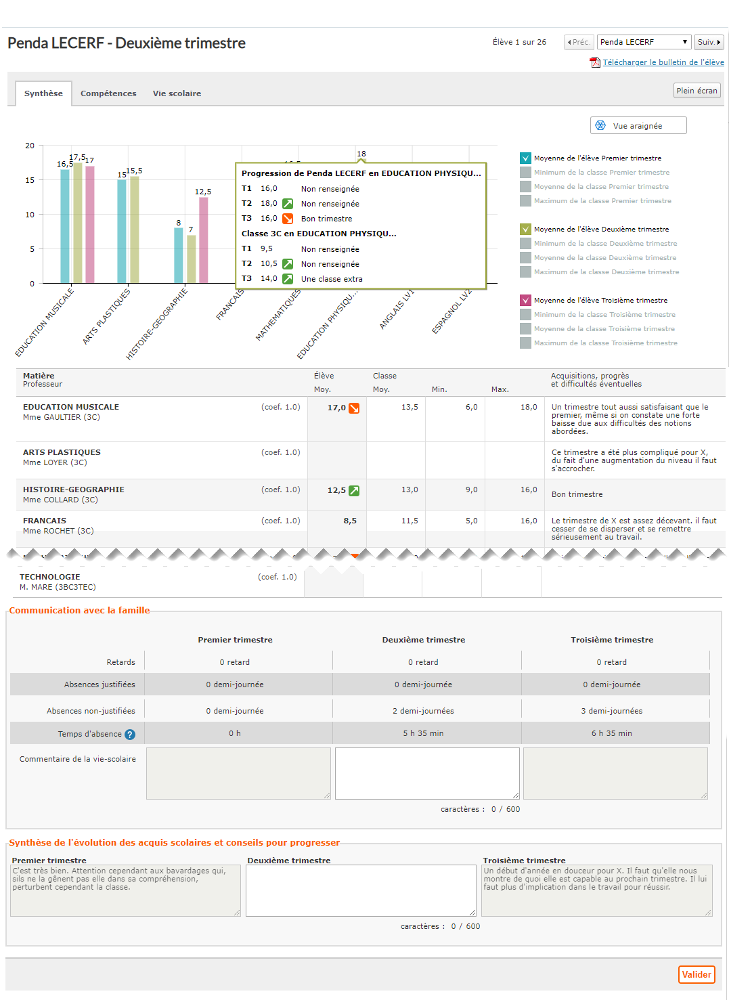 Penda LECERF - Deuxième trimestre
Élève 1 sur 26
Préc.
Penda LECERF
Suiv.
Télécharger le bulletin de l'élève
Synthèse
Compétences
Vie scolaire
Plein écran
Vue araignée
20
15
10
5
0
16,5
17,5
17
15
15,5
8
7
12,5
18
Progression de Penda LECERF en EDUCATION PHYSIQU...
T1 16,0 Non renseignée
T2 18,0 Non renseignée
T3 16,0 Bon trimestre
Classe 3C en EDUCATION PHYSIQU...
T1 9,5 Non renseignée
T2 10,5 Non renseignée
T3 14,0 Une classe extra
EDUCATION MUSICALE
ARTS PLASTIQUES
HISTOIRE-GEOGRAPHIE
FRANCAIS
MATHEMATIQUES
EDUCATION PHYSIQU...
ANGLAIS LV1
ESPAGNOL LV2
Moyenne de l'élève Premier trimestre
Minimum de la classe Premier trimestre
Moyenne de la classe Premier trimestre
Maximum de la classe Premier trimestre
Moyenne de l'élève Deuxième trimestre
Minimum de la classe Deuxième trimestre
Moyenne de la classe Deuxième trimestre
Maximum de la classe Deuxième trimestre
Moyenne de l'élève Troisième trimestre
Minimum de la classe Troisième trimestre
Moyenne de la classe Troisième trimestre
Maximum de la classe Troisième trimestre
Matière
Professeur
Élève
Moy.
Classe
Moy. Min. Max.
Acquisitions, progrès
et difficultés éventuelles
EDUCATION MUSICALE (coef. 1.0) 17,0 13,5 6,0 18,0
Mme GAULTIER (3C)
Un trimestre tout aussi satisfaisant que le
premier, même si on constate une forte
baisse due aux difficultés des notions
abordées.
ARTS PLASTIQUES (coef. 1.0)
Mme LOYER (3C)
Ce trimestre a été plus compliqué pour X,
du fait d'une augmentation du niveau il faut
s'accrocher.
HISTOIRE-GEOGRAPHIE (coef. 1.0) 12,5 13,0 9,0 16,0
Mme COLLARD (3C)
Bon trimestre
FRANCAIS (coef. 1.0) 8,5 11,5 5,0 16,0
Mme ROCHET (3C)
Le trimestre de X est assez décevant. il faut
cesser de se disperser et se remettre
sérieusement au travail.
TECHNOLOGIE (coef. 1.0)
M. MARE (3BC3TEC)
Communication avec la famille
Premier trimestre Deuxième trimestre Troisième trimestre
Retards 0 retard 0 retard 0 retard
Absences justifiées 0 demi-journée 0 demi-journée 0 demi-journée
Absences non-justifiées 0 demi-journée 2 demi-journées 3 demi-journées
Temps d'absence ? 0 h 5 h 35 min 6 h 35 min
Commentaire de la vie-scolaire
caractères : 0 / 600
Synthèse de l'évolution des acquis scolaires et conseils pour progresser
Premier trimestre
C'est très bien. Attention cependant aux bavardages qui,
sils ne la gênent pas elle dans sa compréhension,
perturbent cependant la classe.
Deuxième trimestre
Troisième trimestre
Un début d'année en douceur pour X. Il faut qu'elle nous
montre de quoi elle est capable au prochain trimestre. Il lui
faut plus d'implication dans le travail pour réussir.
caractères : 0 / 600
Valider